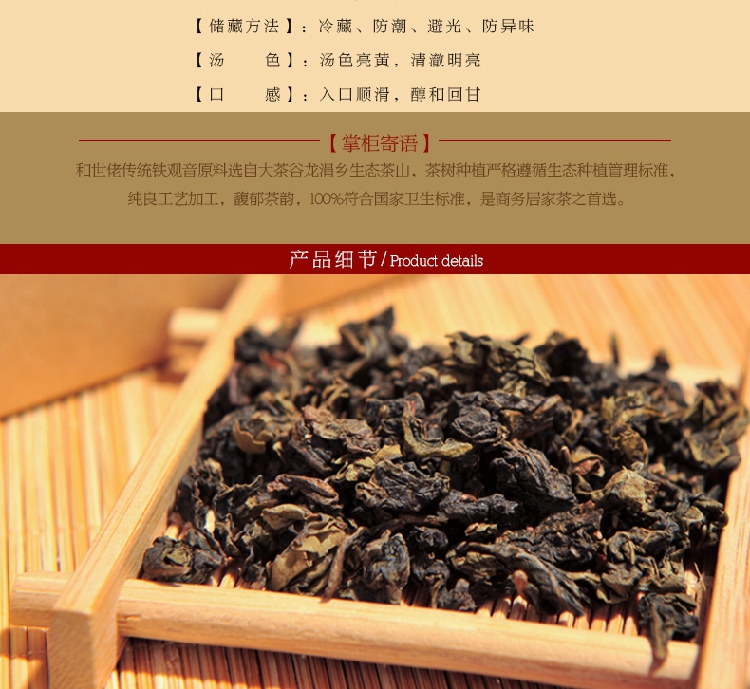 【储藏方法】：冷藏、防潮、避光、防异味
【汤　　色】：汤色亮黄，清澈明亮
【口　　感】：入口顺滑，醇和回甘
【掌柜寄语】
和世佬传统铁观音原料选自大茶谷龙涓乡生态茶山，茶树种植严格遵循生态种植管理标准，
纯良工艺加工，馥郁茶韵，100%符合国家卫生标准，是商务居家茶之首选。
产品细节/Product details